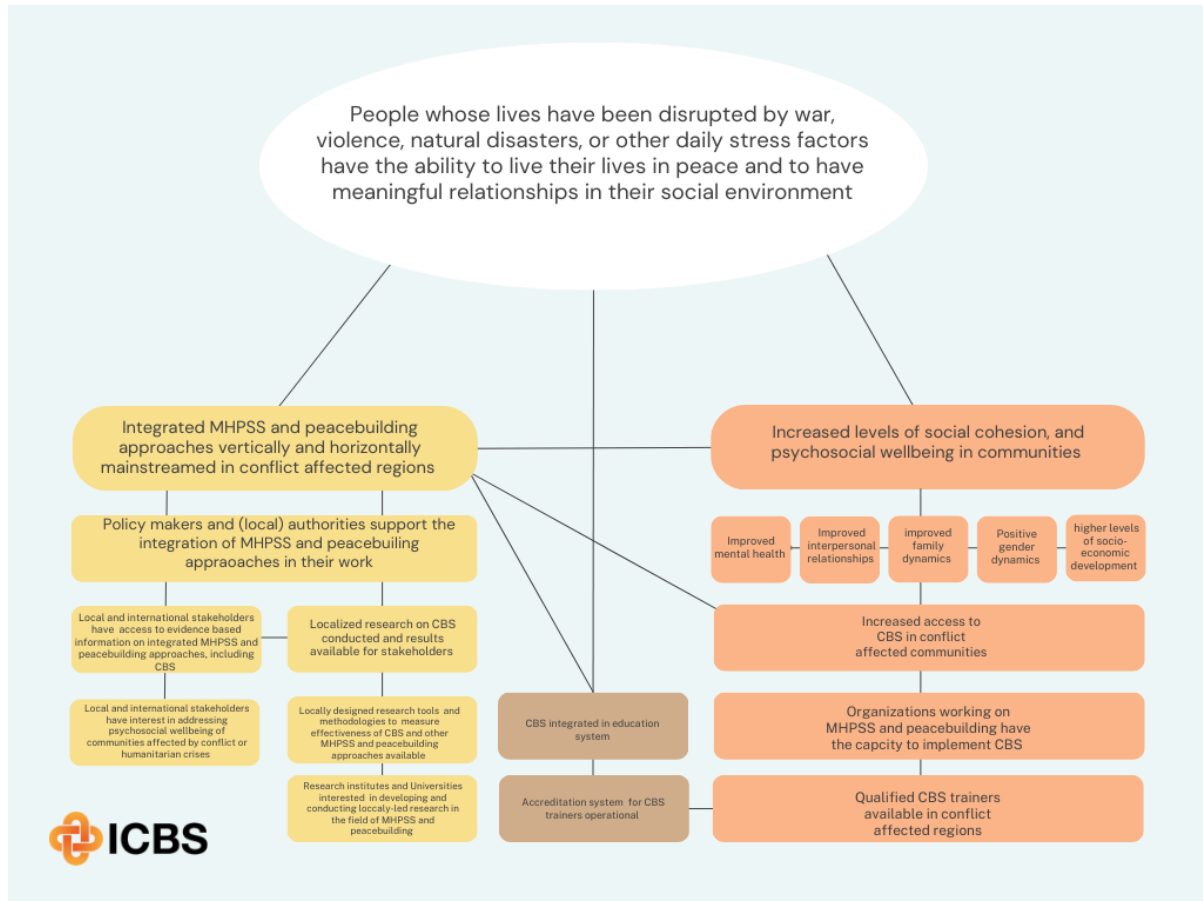 People whose lives have been disrupted by war,
violence, natural disasters, or other daily stress factors
have the ability to live their lives in peace and to have
meaningful relationships in their social environment
Integrated MHPSS and peacebuilding
approaches vertically and horizontally
mainstreamed in conflict affected regions
Increased levels of social cohesion, and
psychosocial wellbeing in communities
Policy makers and (local) authorities support the
integration of MHPSS and peacebuiling
appraoaches in their work
Improved
mental health
Improved
interpersonal
relationships
improved
family
dynamics
Positive
gender
dynamics
higher levels
of socio-
economic
development
Local and international stakeholders
have access to evidence based
information on integrated MHPSS and
peacebuilding approaches, including
CBS
Localized research on CBS
conducted and results
available for stakeholders
Increased access to
CBS in conflict
affected communities
Local and international stakeholders
have interest in addressing
psychosocial wellbeing of
communities affected by conflict or
humanitarian crises
Locally designed research tools and
methodologies to measure
effectiveness of CBS and other
MHPSS and peacebuilding
approaches available
CBS integrated in education
system
Organizations working on
MHPSS and peacebuilding have
the capcity to implement CBS
Research institutes and Universities
interested in developing and
conducting loccaly-led research in
the field of MHPSS and
peacebuilding
Accreditation system for CBS
trainers operational
Qualified CBS trainers
available in conflict
affected regions
ICBS